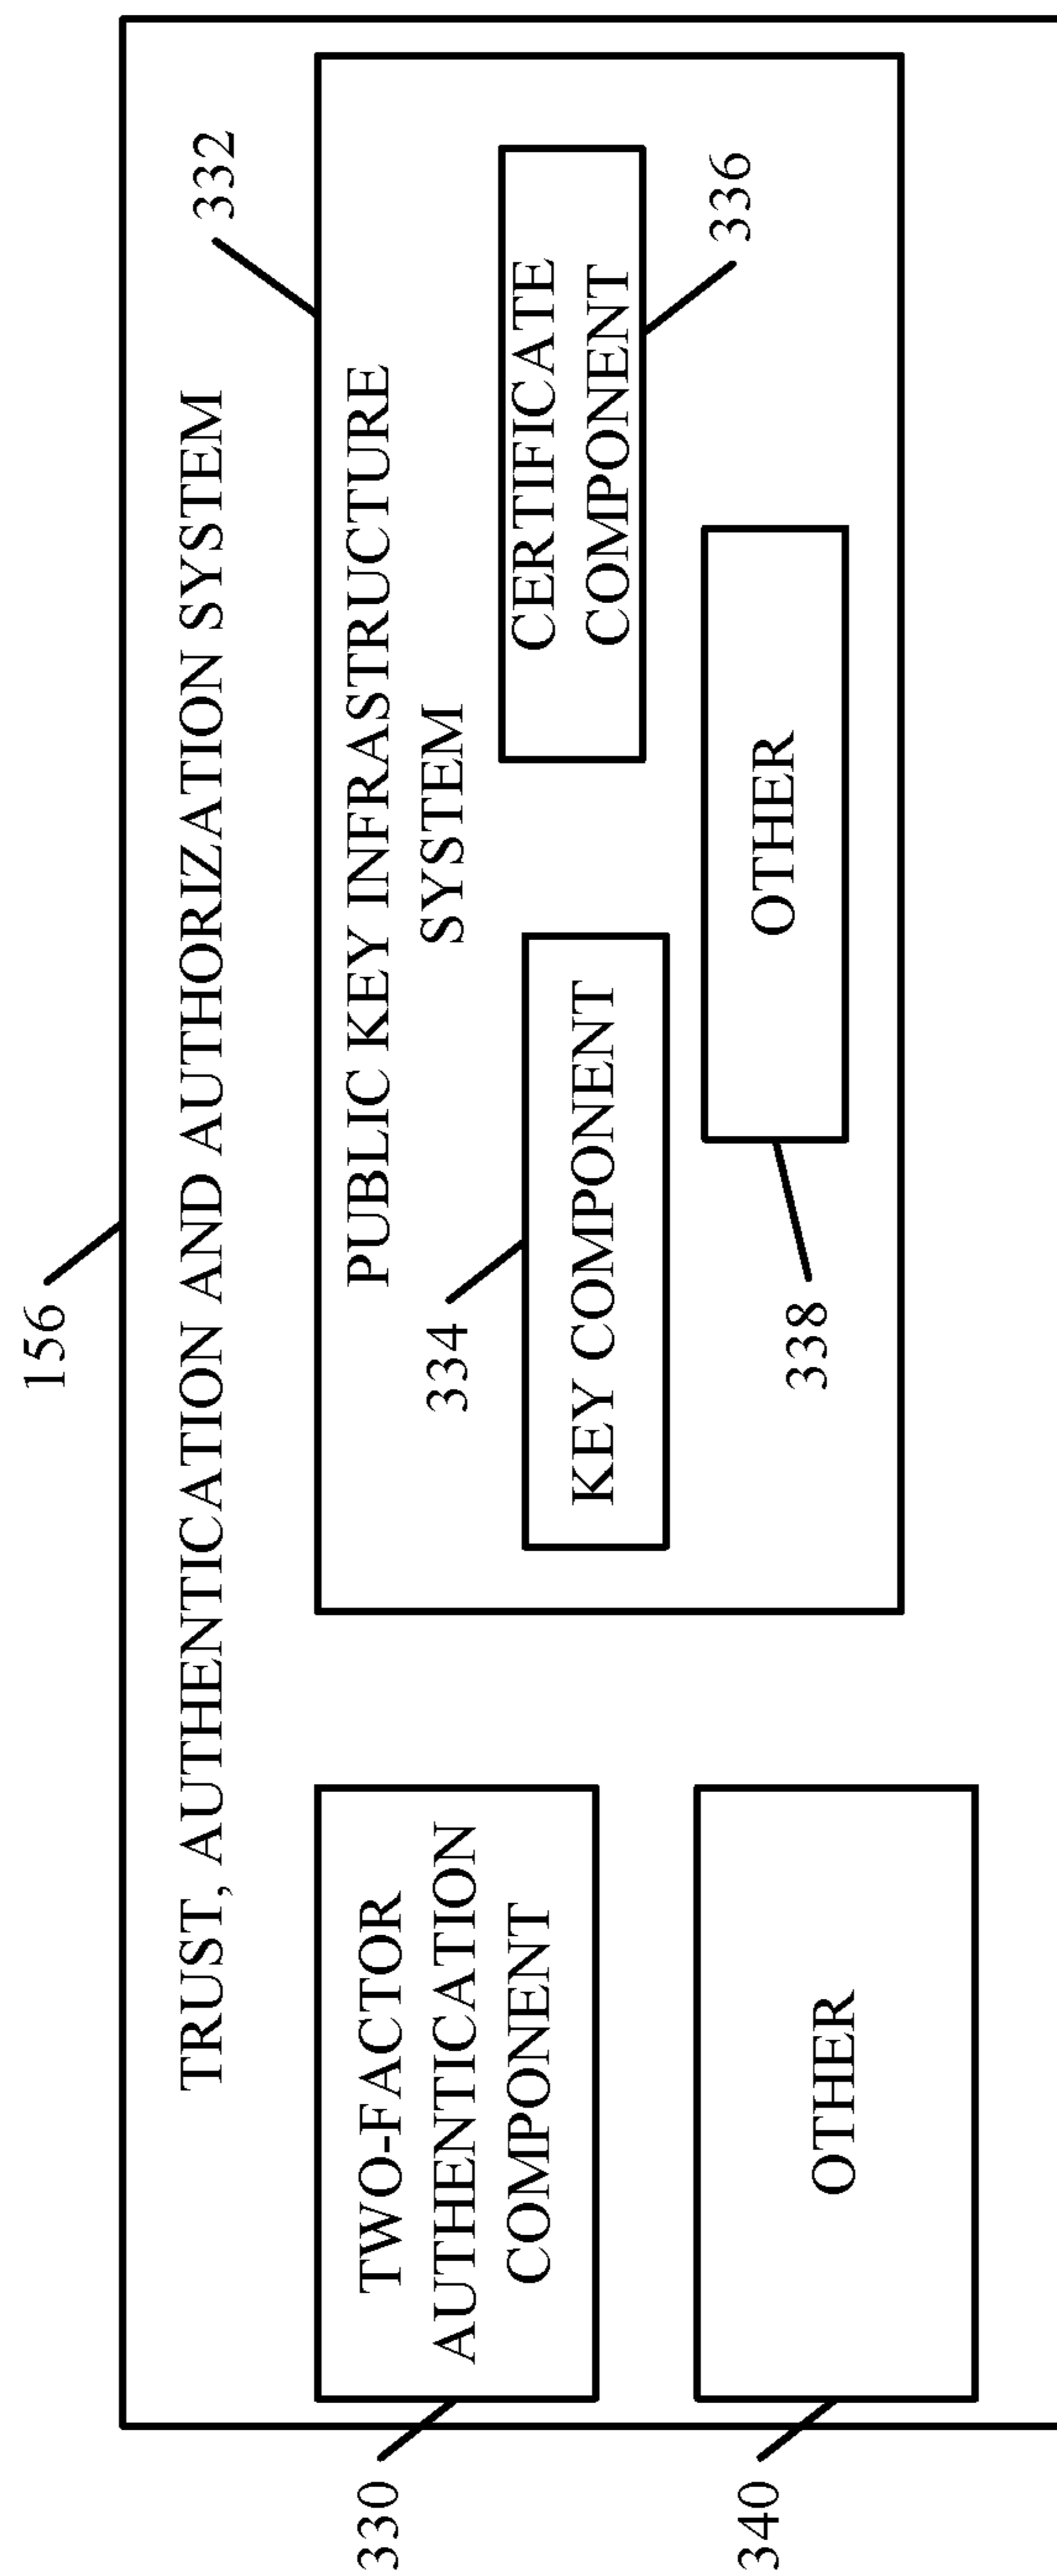 156
TRUST, AUTHENTICATION AND AUTHORIZATION SYSTEM
332
330
TWO-FACTOR
AUTHENTICATION
COMPONENT
PUBLIC KEY INFRASTRUCTURE
SYSTEM
334
KEY COMPONENT
CERTIFICATE
COMPONENT
336
340
OTHER
338
OTHER